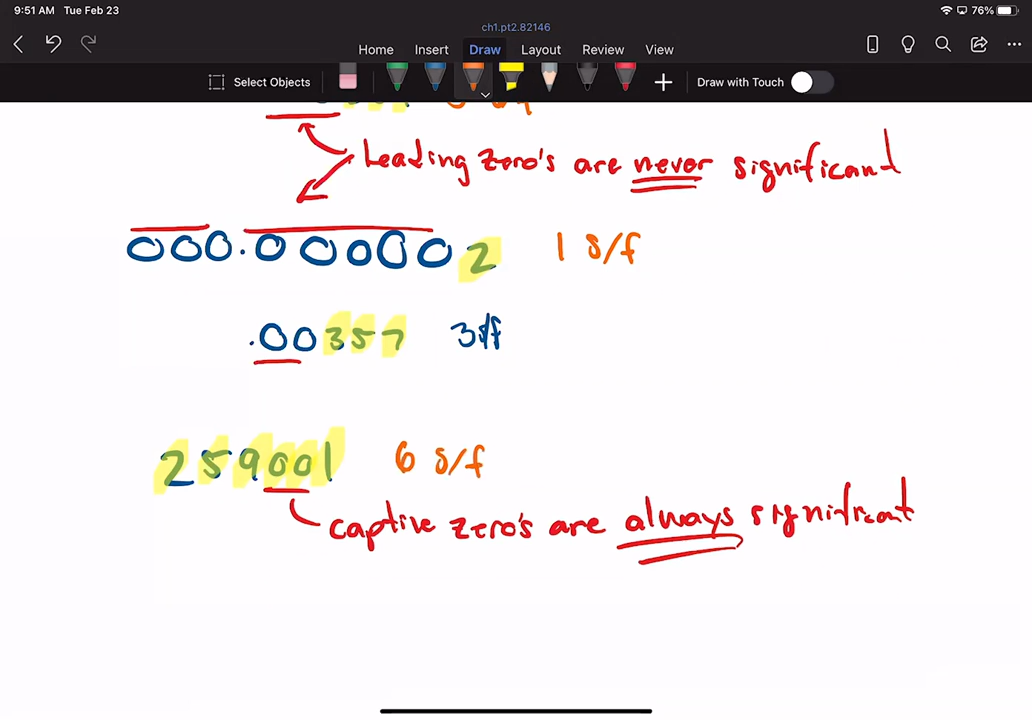 9:51 AM Tue Feb 23
76%
ch1.pt2.82146
Home Insert Draw Layout Review View
Select Objects
Draw with Touch
Leading zero's are never significant
000.000002 1 s/f
.00357 3s/f
259001 6 s/f
captive zero's are always significant